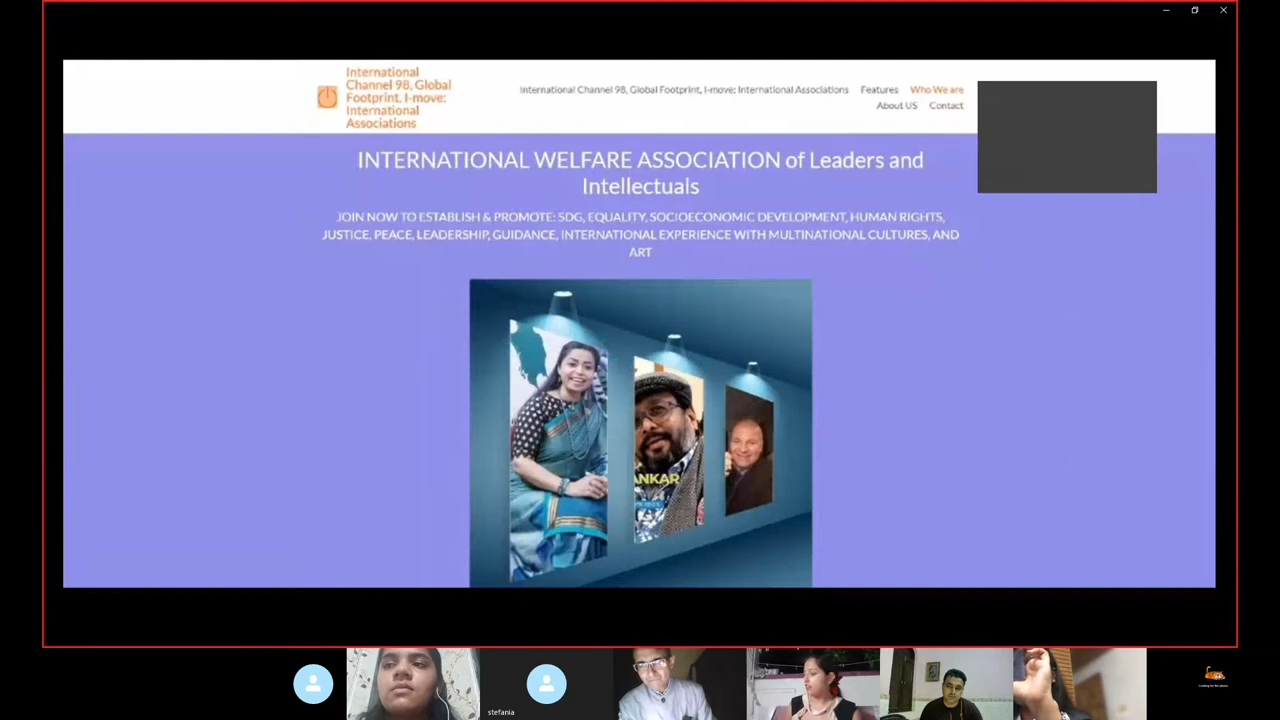 International
Channel 98, Global
Footprint, I-move:
International
Associations
International Channel 98, Global Footprint, I-move: International Associations Features Who We are
About US Contact
INTERNATIONAL WELFARE ASSOCIATION of Leaders and
Intellectuals
JOIN NOW TO ESTABLISH & PROMOTE: SDG, EQUALITY, SOCIOECONOMIC DEVELOPMENT, HUMAN RIGHTS,
JUSTICE, PEACE, LEADERSHIP, GUIDANCE, INTERNATIONAL EXPERIENCE WITH MULTINATIONAL CULTURES, AND
ART
ANKAR
stefania